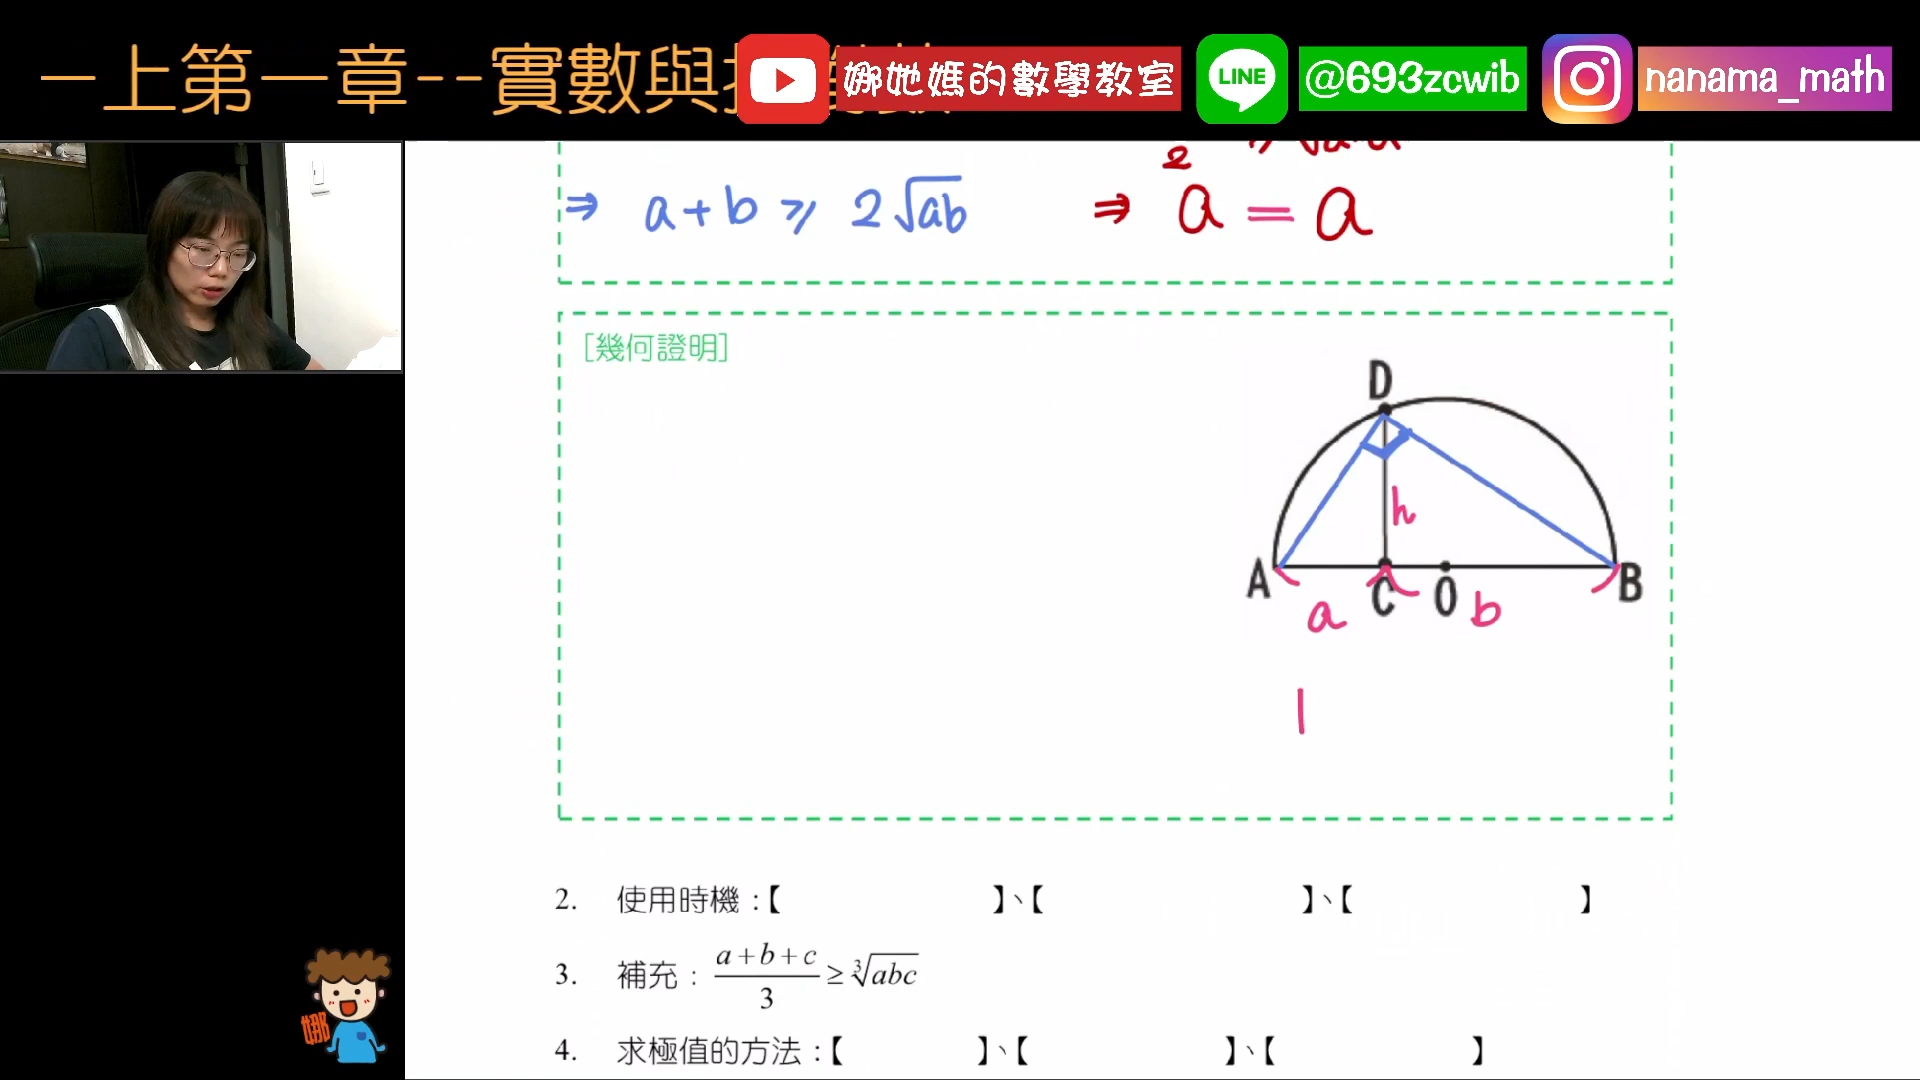 一上第一章--實數與
娜她媽的數學教室
LINE
@693zcwib
nanama_math
2
⇒ a+b ≥ 2√ab ⇒ a = a
[幾何證明]
D
h
A C O B
a b
2. 使用時機:【 】、【 】、【 】
3. 補充: (a+b+c)/3 ≥ ∛abc
娜
4. 求極值的方法:【 】、【 】、【 】